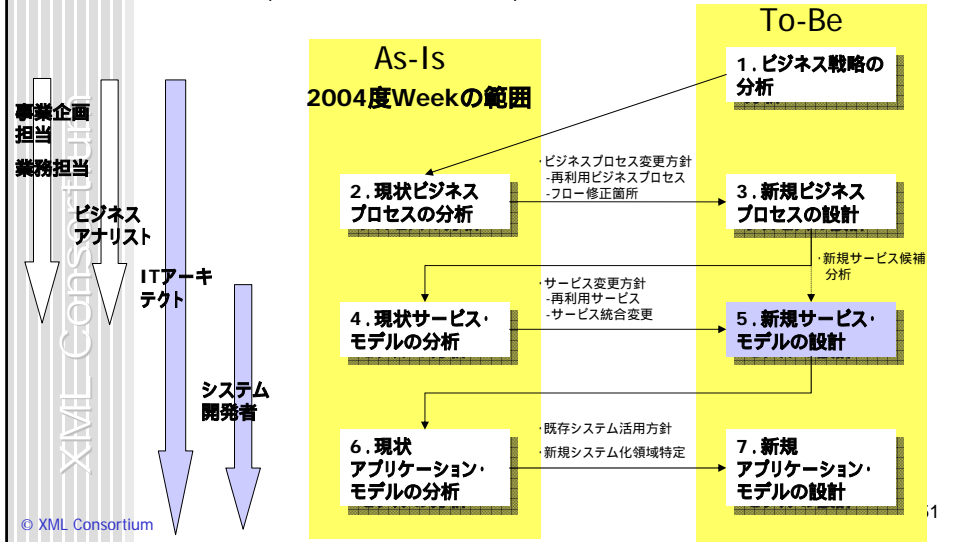 To-Be
As-Is
2004度Weekの範囲
1.ビジネス戦略の
分析
事業企画
担当
業務担当
ビジネス
アナリスト
ITアーキ
テクト
システム
開発者
・ビジネスプロセス変更方針
-再利用ビジネスプロセス
-フロー修正箇所
2.現状ビジネス
プロセスの分析
3.新規ビジネス
プロセスの設計
・新規サービス候補
分析
・サービス変更方針
-再利用サービス
-サービス統合変更
4.現状サービス・
モデルの分析
5.新規サービス・
モデルの設計
・既存システム活用方針
・新規システム化領域特定
6.現状
アプリケーション・
モデルの分析
7.新規
アプリケーション・
モデルの設計
XML Consortium
© XML Consortium
51